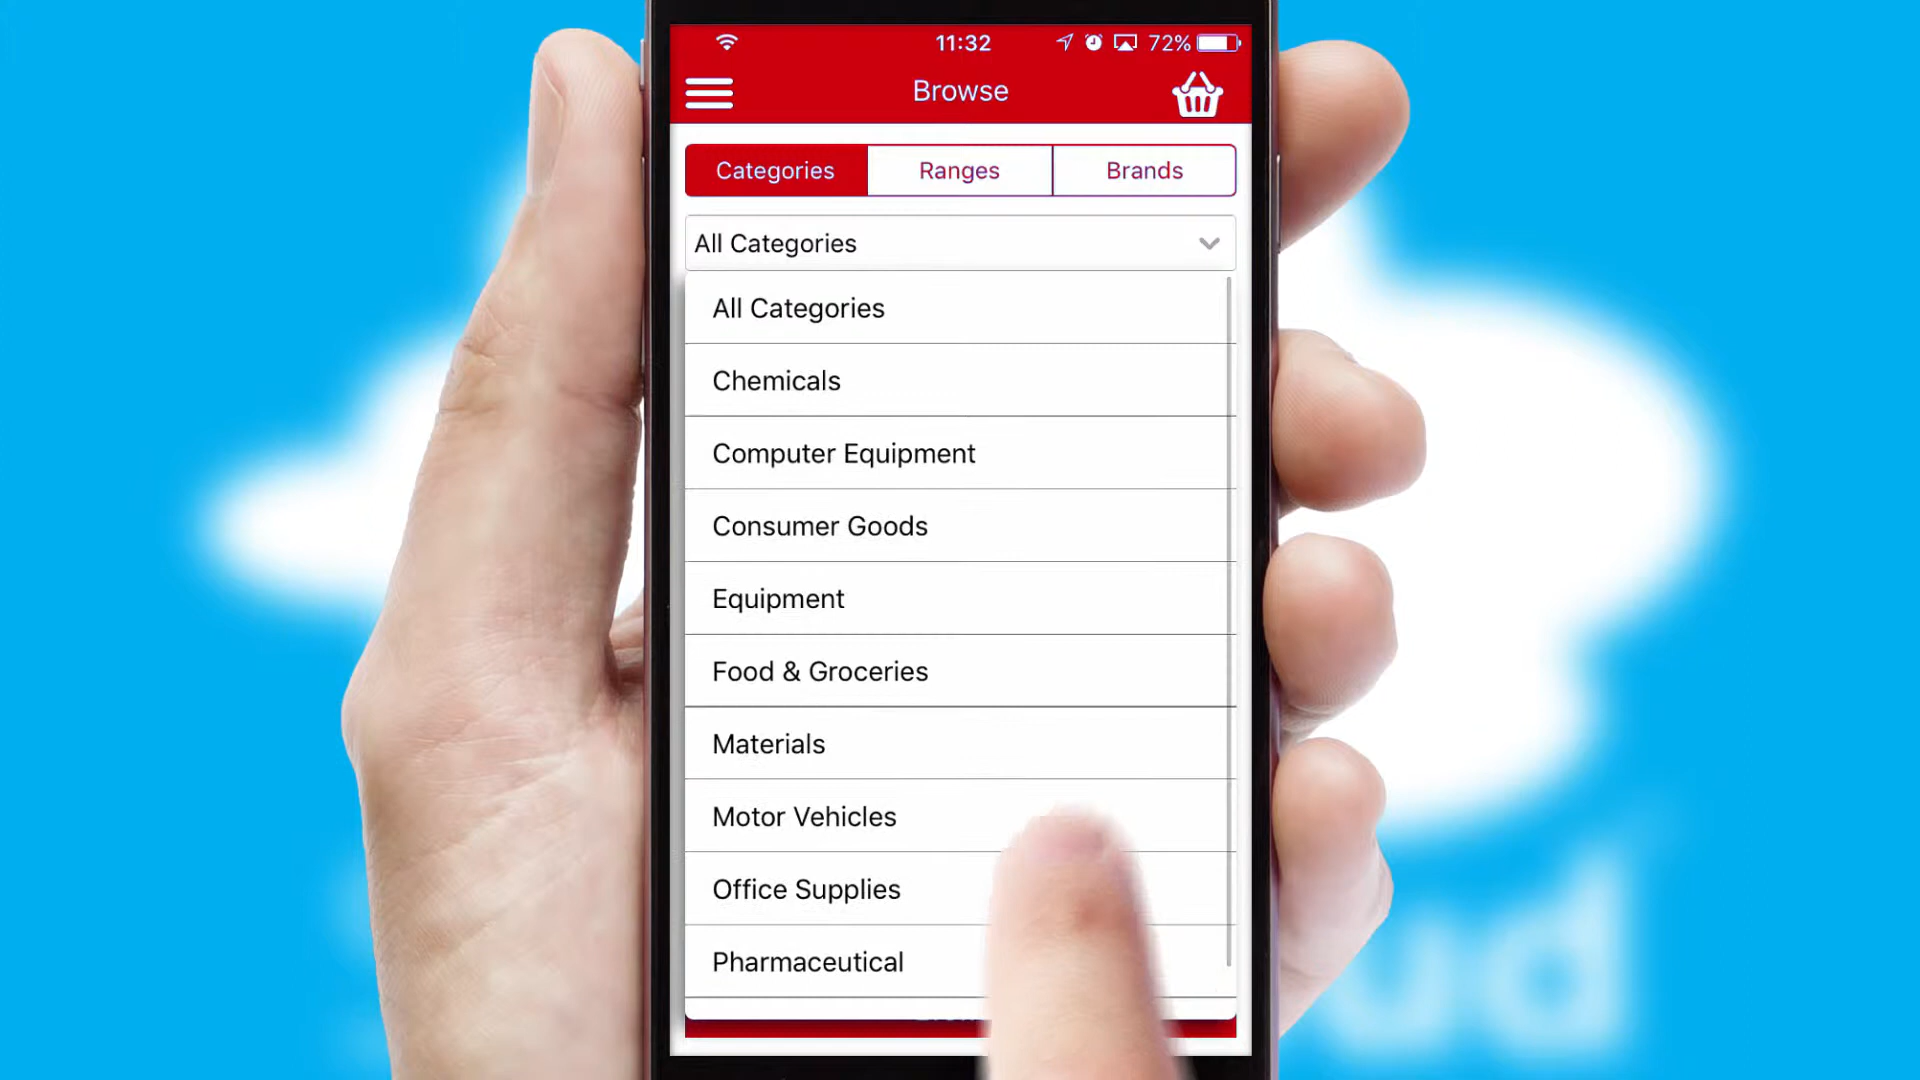 11:32
72%
Browse
Categories
Ranges
Brands
All Categories
All Categories
Chemicals
Computer Equipment
Consumer Goods
Equipment
Food & Groceries
Materials
Motor Vehicles
Office Supplies
Pharmaceutical